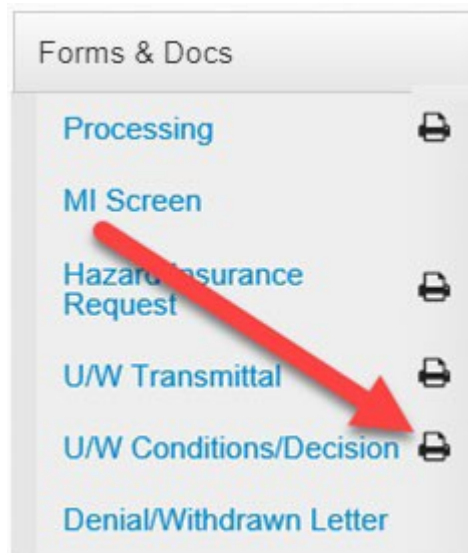 Forms & Docs
Processing
MI Screen
Hazard Insurance
Request
U/W Transmittal
U/W Conditions/Decision
Denial/Withdrawn Letter